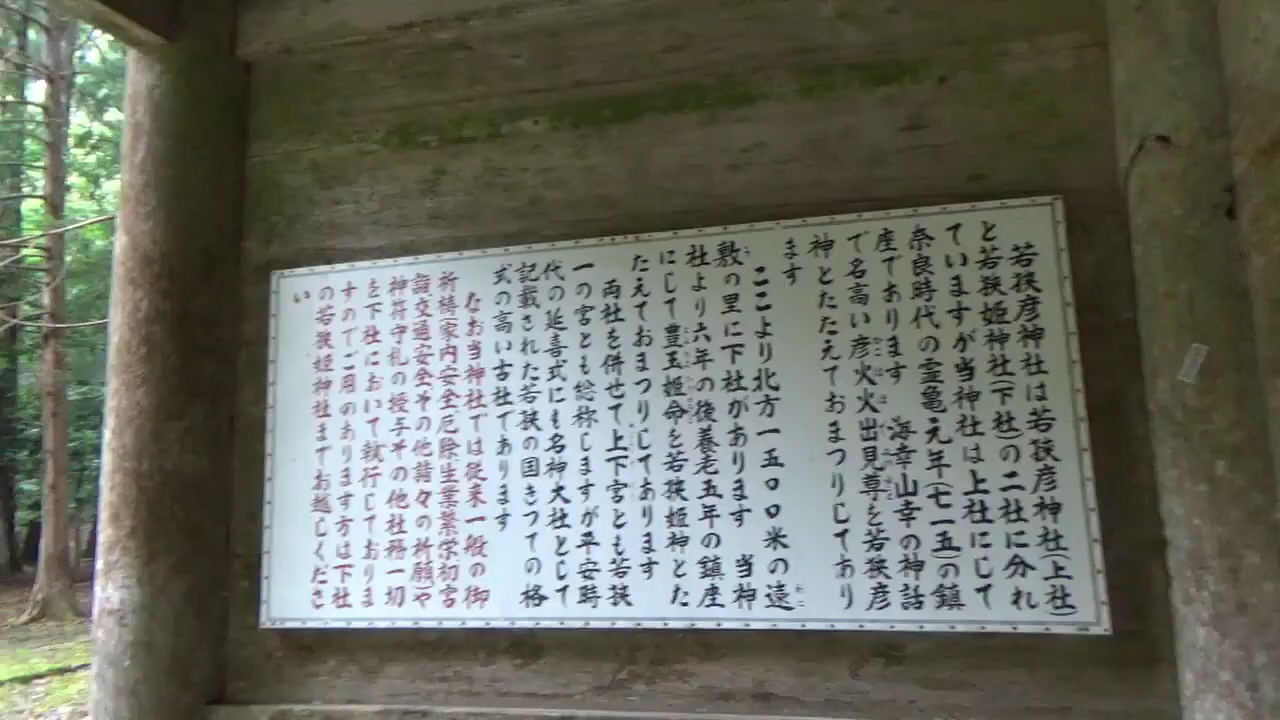 若狭彦神社は若狭彦神社(上社)
と若狭姫神社(下社)の二社に分れ
ていますが当神社は上社にして
奈良時代の霊亀元年(七一五)の鎮
座であります　海幸山幸の神話
で名高い彦火火出見尊を若狭彦
神とたたえておまつりしてあり
ます
ここより北方一五〇〇米の遠
敷の里に下社があります　当神
社より六年の後養老五年の鎮座
にして豊玉姫命を若狭姫神とた
たえておまつりしてあります
両社を併せて上下宮とも若狭
一の宮とも総称しますが平安時
代の延喜式にも名神大社として
記載された若狭の国きつての格
式の高い古社であります
なお当神社では従来一般の御
祈祷(家内安全厄除生業繁栄初宮
詣交通安全その他諸々の祈願)や
神符守札の授与その他社務一切
を下社において執行しておりま
すのでご用のあります方は下社
の若狭姫神社までお越しくださ
い